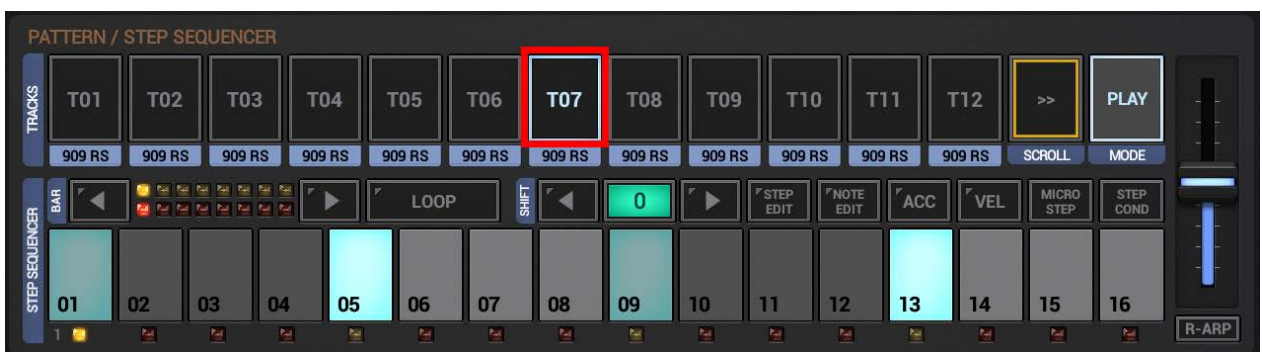 PATTERN / STEP SEQUENCER
TRACKS
T01 T02 T03 T04 T05 T06 T07 T08 T09 T10 T11 T12 >> PLAY
909 RS 909 RS 909 RS 909 RS 909 RS 909 RS 909 RS 909 RS 909 RS 909 RS 909 RS 909 RS SCROLL MODE
STEP SEQUENCER
BAR LOOP SHIFT 0 STEP EDIT NOTE EDIT ACC VEL MICRO STEP STEP COND
01 02 03 04 05 06 07 08 09 10 11 12 13 14 15 16
1 R-ARP